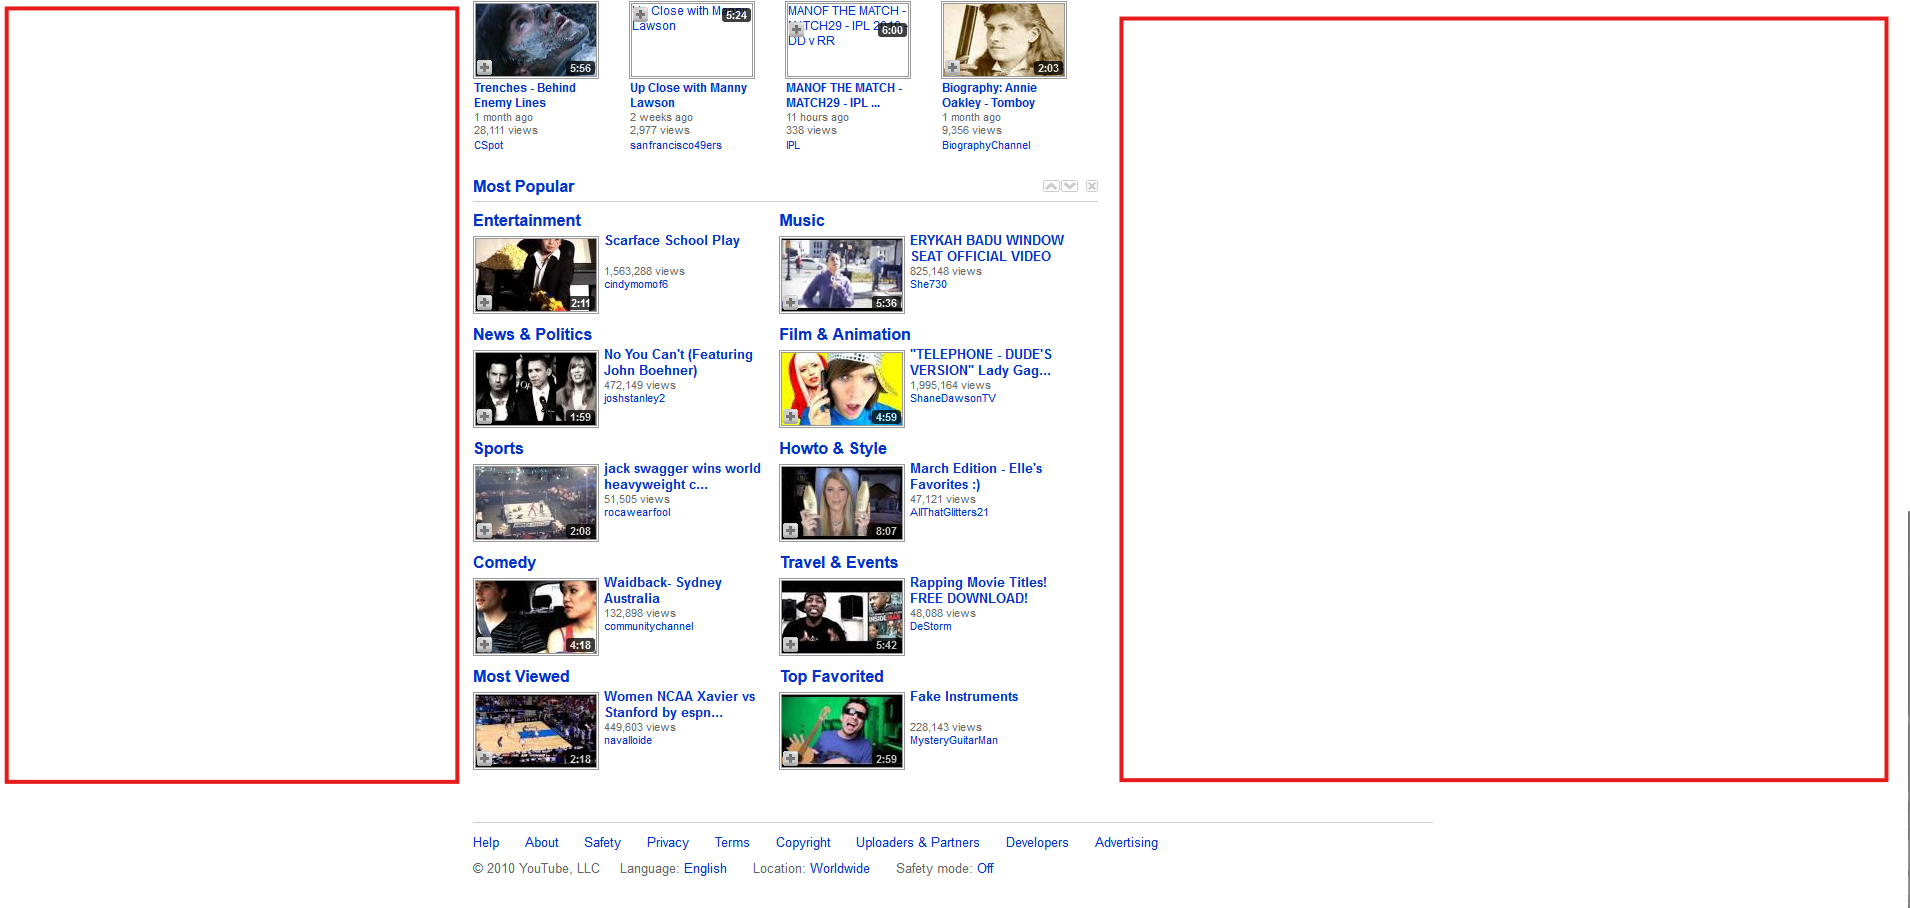 Up Close with Manny
Lawson
MANOF THE MATCH -
MATCH29 - IPL 2010 -
DD v RR
5:56
5:24
6:00
2:03
Trenches - Behind
Enemy Lines
1 month ago
28,111 views
CSpot
Up Close with Manny
Lawson
2 weeks ago
2,977 views
sanfrancisco49ers
MANOF THE MATCH -
MATCH29 - IPL ...
11 hours ago
338 views
IPL
Biography: Annie
Oakley - Tomboy
1 month ago
9,356 views
BiographyChannel
Most Popular
Entertainment
2:11
Scarface School Play
1,563,288 views
cindymomof6
Music
5:36
ERYKAH BADU WINDOW
SEAT OFFICIAL VIDEO
825,148 views
She730
News & Politics
1:59
No You Can't (Featuring
John Boehner)
472,149 views
joshstanley2
Film & Animation
4:59
"TELEPHONE - DUDE'S
VERSION" Lady Gag...
1,995,164 views
ShaneDawsonTV
Sports
2:08
jack swagger wins world
heavyweight c...
51,505 views
rocawearfool
Howto & Style
8:07
March Edition - Elle's
Favorites :)
47,121 views
AllThatGlitters21
Comedy
4:18
Waidback- Sydney
Australia
132,898 views
communitychannel
Travel & Events
INSIDE MAN
5:42
Rapping Movie Titles!
FREE DOWNLOAD!
48,088 views
DeStorm
Most Viewed
2:18
Women NCAA Xavier vs
Stanford by espn...
449,603 views
navalloide
Top Favorited
2:59
Fake Instruments
228,143 views
MysteryGuitarMan
Help About Safety Privacy Terms Copyright Uploaders & Partners Developers Advertising
© 2010 YouTube, LLC Language: English Location: Worldwide Safety mode: Off